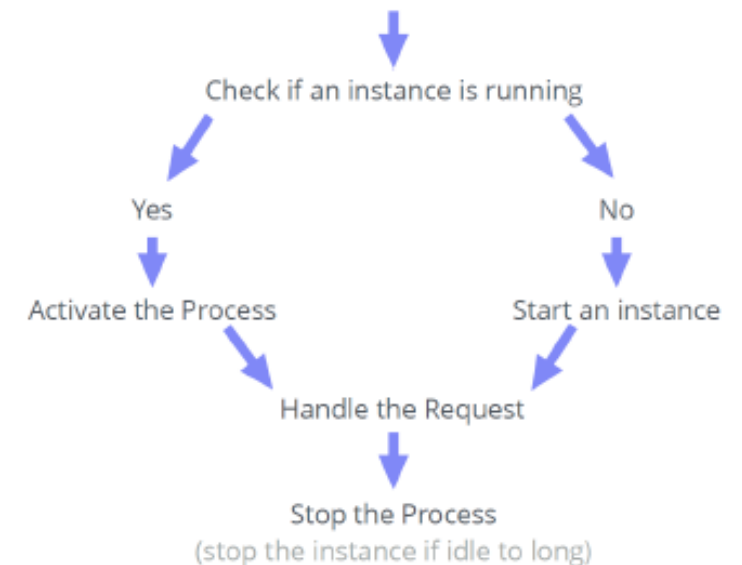 Check if an instance is running
Yes
No
Activate the Process
Start an instance
Handle the Request
Stop the Process
(stop the instance if idle to long)